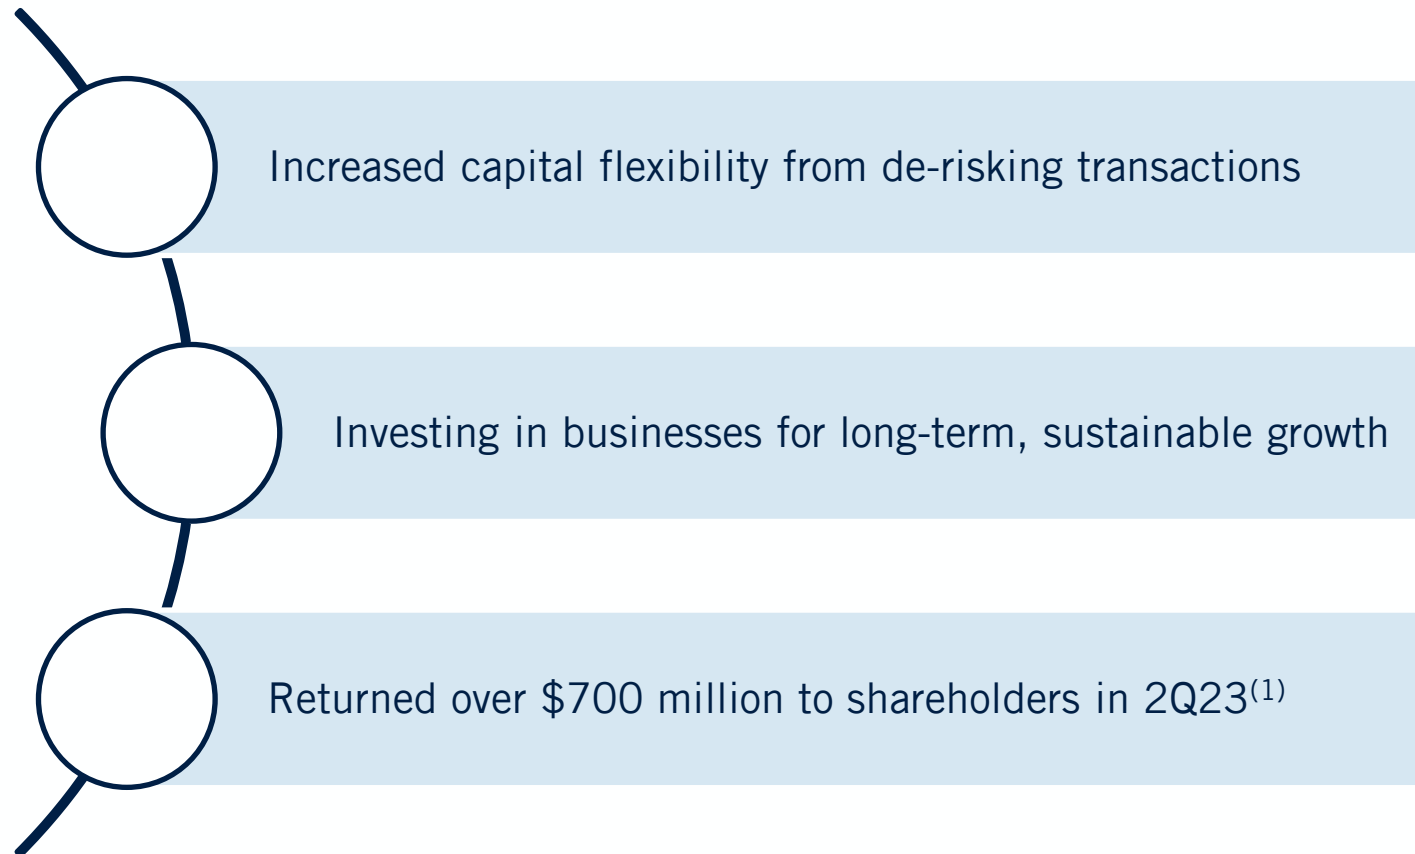 Increased capital flexibility from de-risking transactions
Investing in businesses for long-term, sustainable growth
Returned over $700 million to shareholders in 2Q23(1)